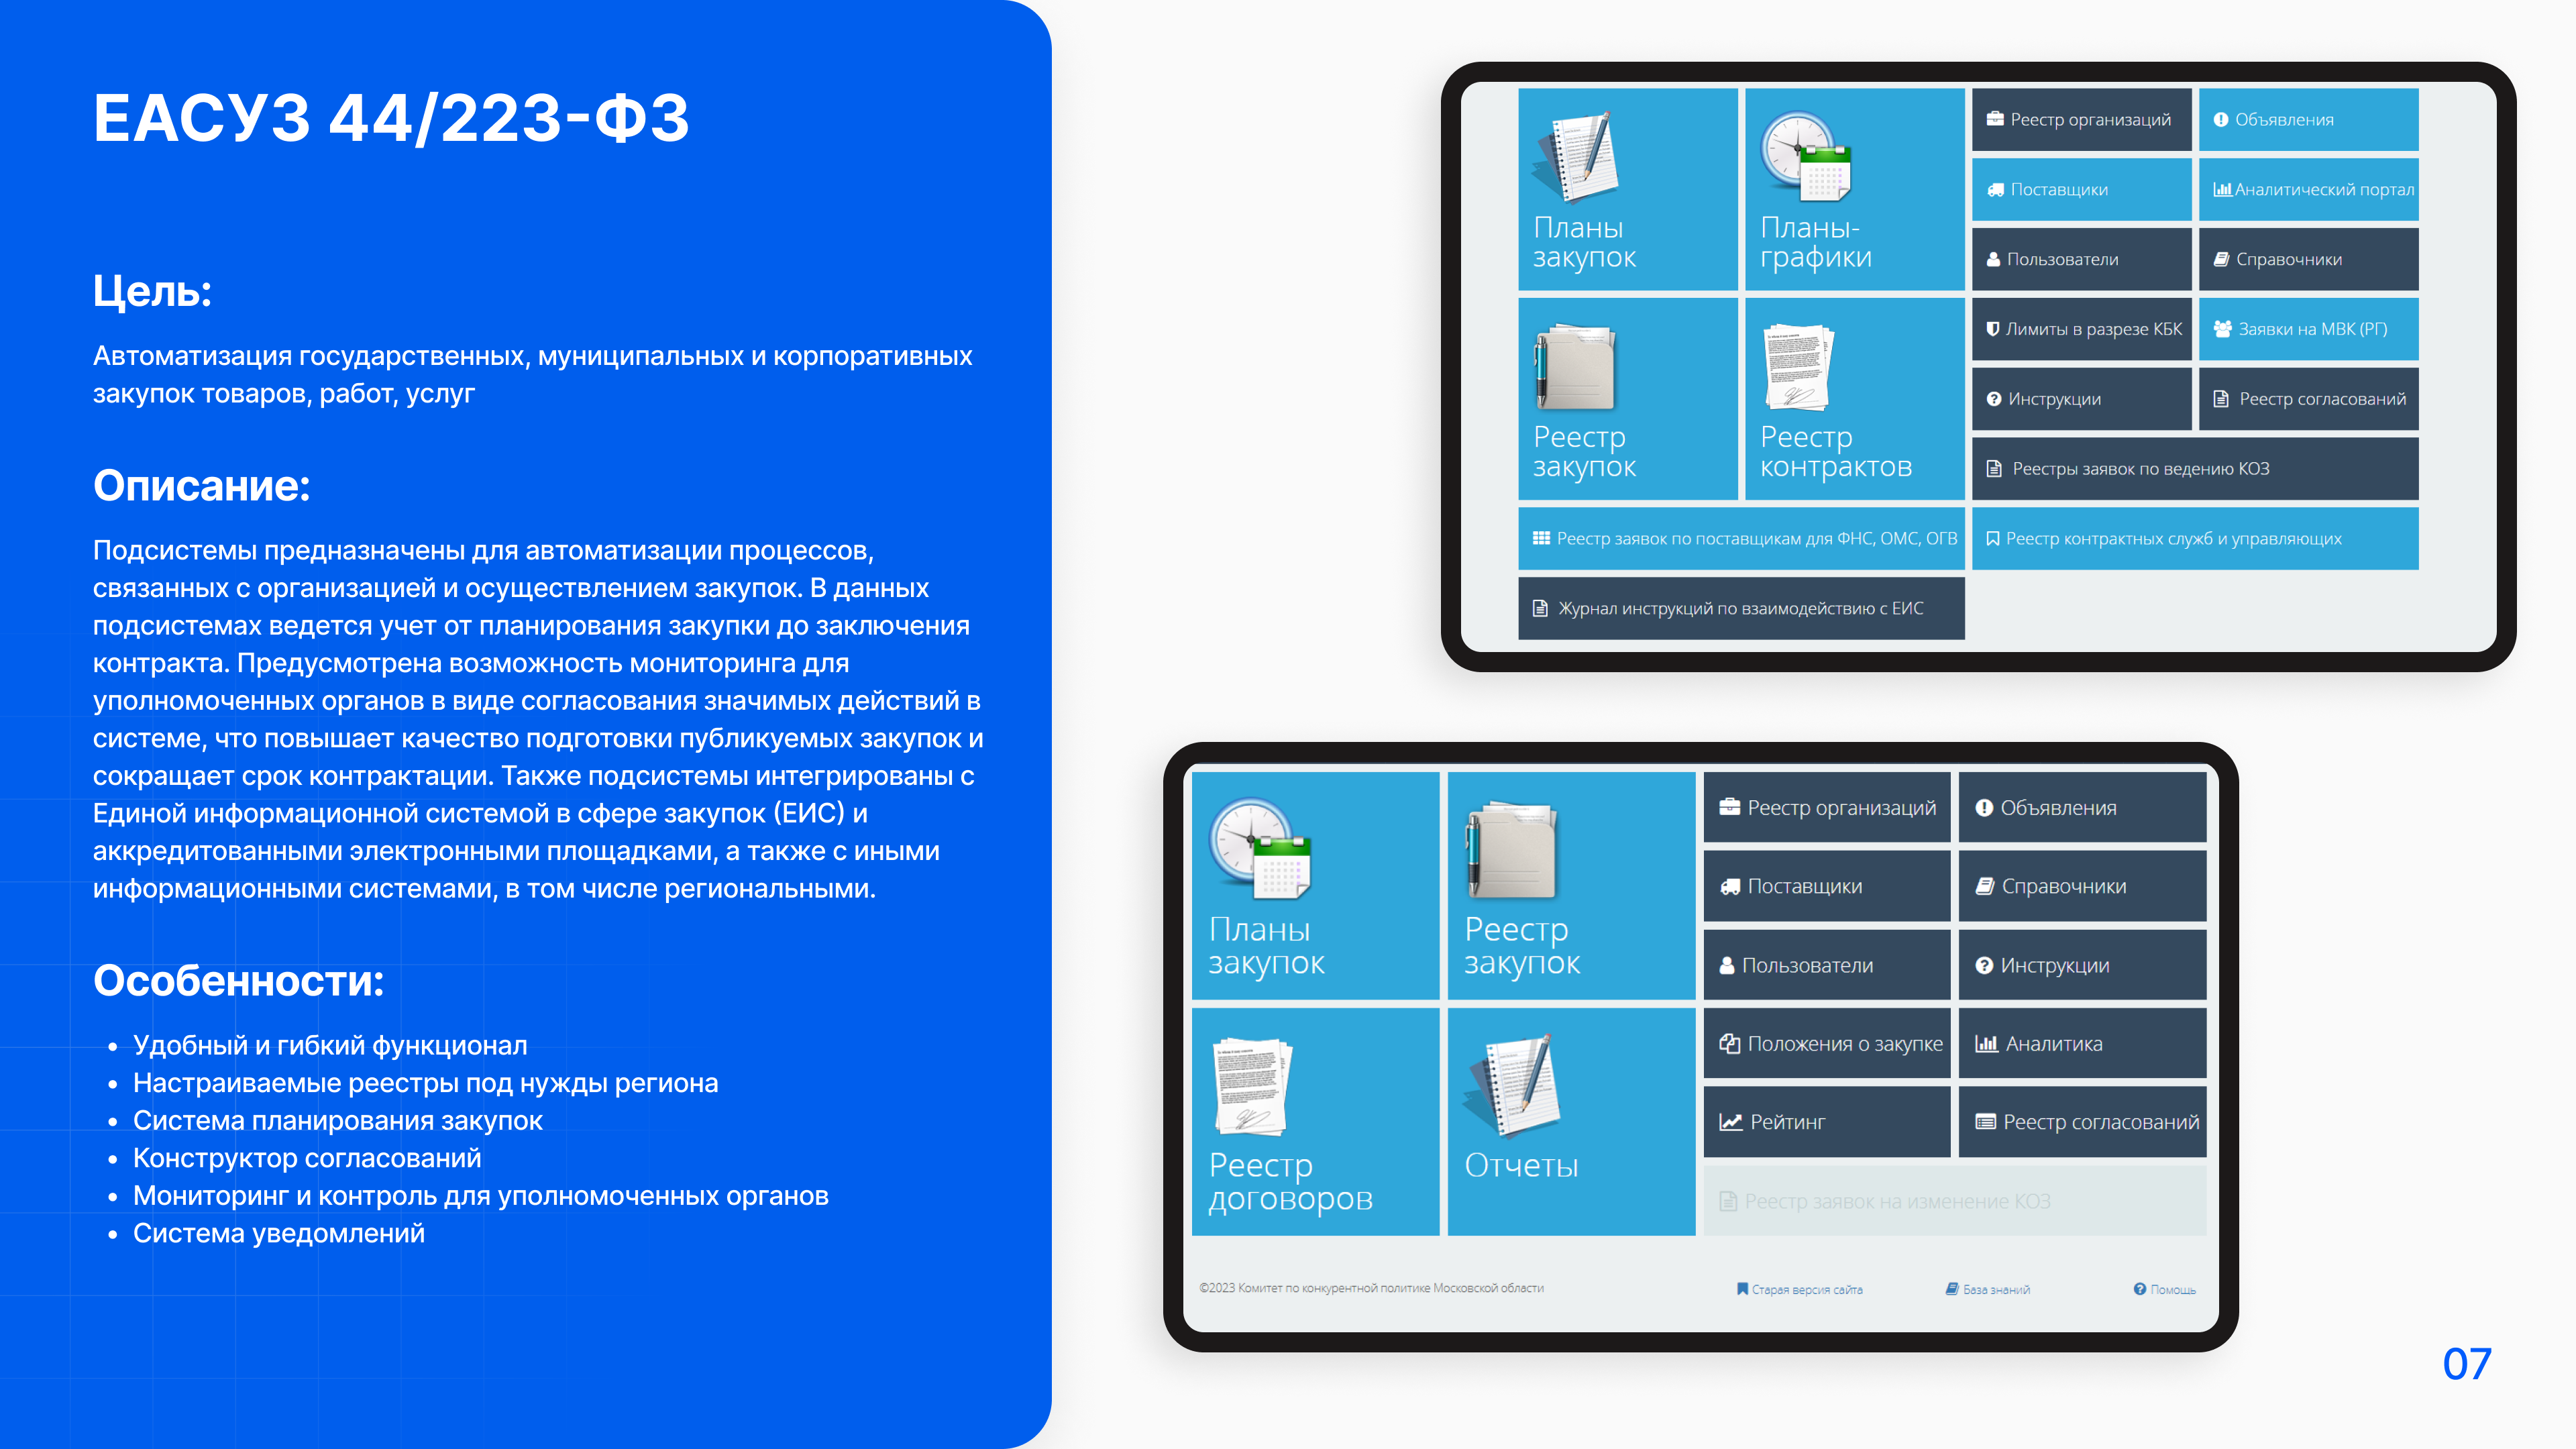 ЕАСУЗ 44/223-ФЗ
Цель:
Автоматизация государственных, муниципальных и корпоративных
закупок товаров, работ, услуг
Описание:
Подсистемы предназначены для автоматизации процессов,
связанных с организацией и осуществлением закупок. В данных
подсистемах ведется учет от планирования закупки до заключения
контракта. Предусмотрена возможность мониторинга для
уполномоченных органов в виде согласования значимых действий в
системе, что повышает качество подготовки публикуемых закупок и
сокращает срок контрактации. Также подсистемы интегрированы с
Единой информационной системой в сфере закупок (ЕИС) и
аккредитованными электронными площадками, а также с иными
информационными системами, в том числе региональными.
Особенности:
• Удобный и гибкий функционал
• Настраиваемые реестры под нужды региона
• Система планирования закупок
• Конструктор согласований
• Мониторинг и контроль для уполномоченных органов
• Система уведомлений
Планы
закупок
Планы-
графики
Реестр
закупок
Реестр
контрактов
Реестр организаций
Объявления
Поставщики
Аналитический портал
Пользователи
Справочники
Лимиты в разрезе КБК
Заявки на МВК (РГ)
Инструкции
Реестр согласований
Реестры заявок по ведению КОЗ
Реестр заявок по поставщикам для ФНС, ОМС, ОГВ
Реестр контрактных служб и управляющих
Журнал инструкций по взаимодействию с ЕИС
Планы
закупок
Реестр
закупок
Реестр
договоров
Отчеты
Реестр организаций
Объявления
Поставщики
Справочники
Пользователи
Инструкции
Положения о закупке
Аналитика
Рейтинг
Реестр согласований
Реестр заявок на изменение КОЗ
©2023 Комитет по конкурентной политике Московской области
Старая версия сайта
База знаний
Помощь
07